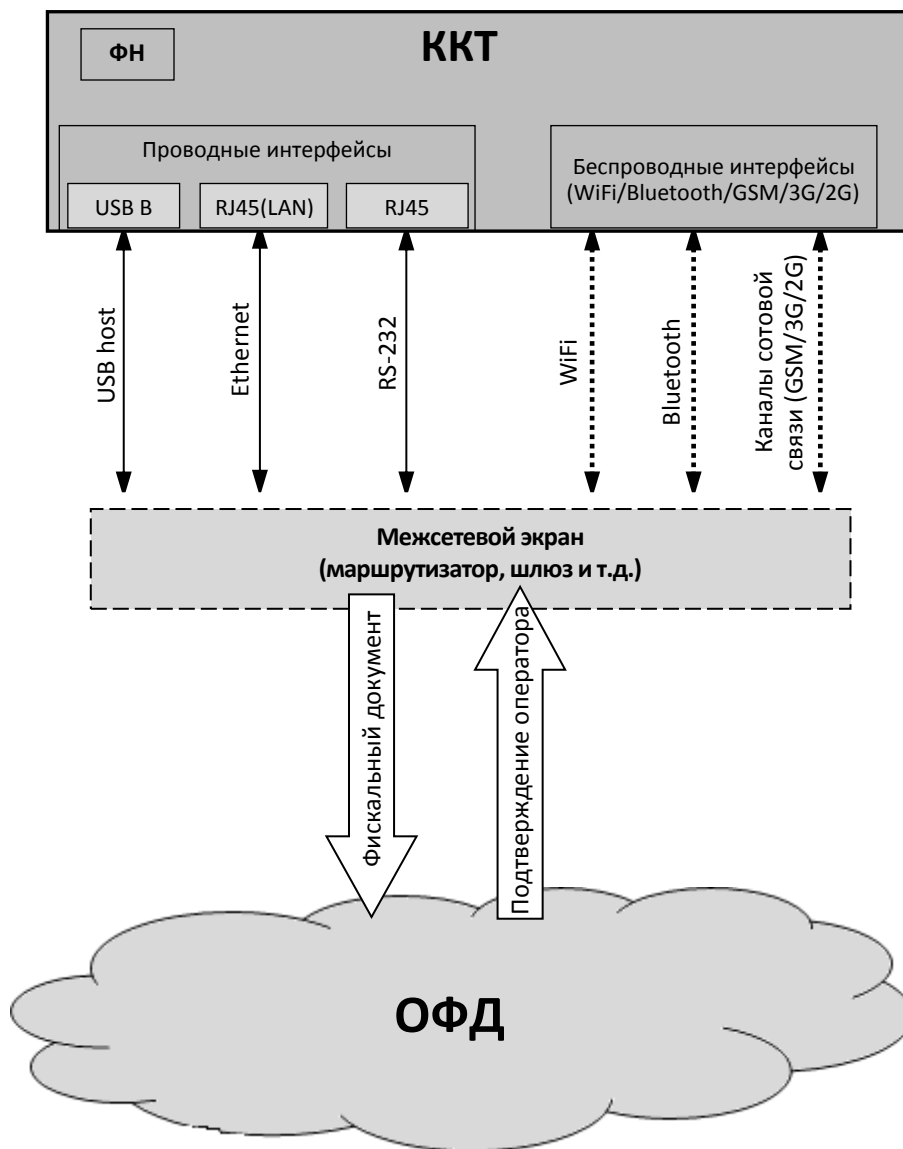 ККТ
ФН
Проводные интерфейсы
USB B
RJ45(LAN)
RJ45
Беспроводные интерфейсы
(WiFi/Bluetooth/GSM/3G/2G)
USB host
Ethernet
RS-232
WiFi
Bluetooth
Каналы сотовой
связи (GSM/3G/2G)
Межсетевой экран
(маршрутизатор, шлюз и т.д.)
Фискальный документ
Подтверждение оператора
ОФД